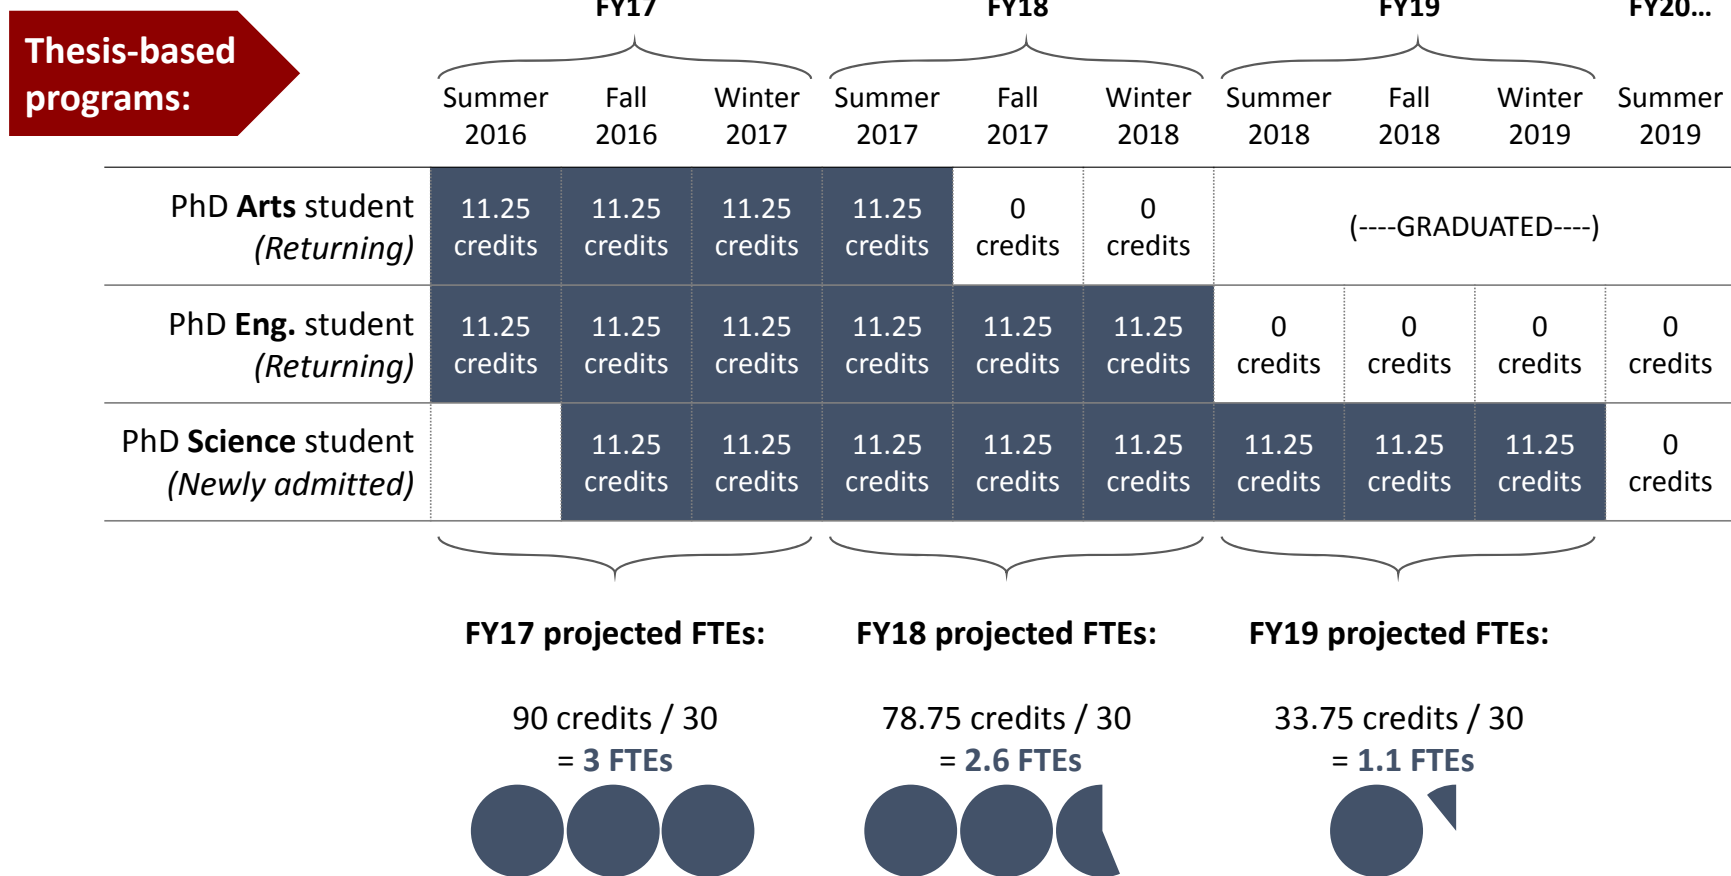 FY17 FY18 FY19 FY20...
Thesis-based
programs:
Summer Fall Winter Summer Fall Winter Summer Fall Winter Summer
2016 2016 2017 2017 2017 2018 2018 2018 2019 2019
PhD Arts student 11.25 11.25 11.25 11.25 0 0 (----GRADUATED----)
(Returning) credits credits credits credits credits credits
PhD Eng. student 11.25 11.25 11.25 11.25 11.25 11.25 0 0 0 0
(Returning) credits credits credits credits credits credits credits credits credits credits
PhD Science student 11.25 11.25 11.25 11.25 11.25 11.25 11.25 11.25 0
(Newly admitted) credits credits credits credits credits credits credits credits credits
FY17 projected FTEs: FY18 projected FTEs: FY19 projected FTEs:
90 credits / 30 78.75 credits / 30 33.75 credits / 30
= 3 FTEs = 2.6 FTEs = 1.1 FTEs